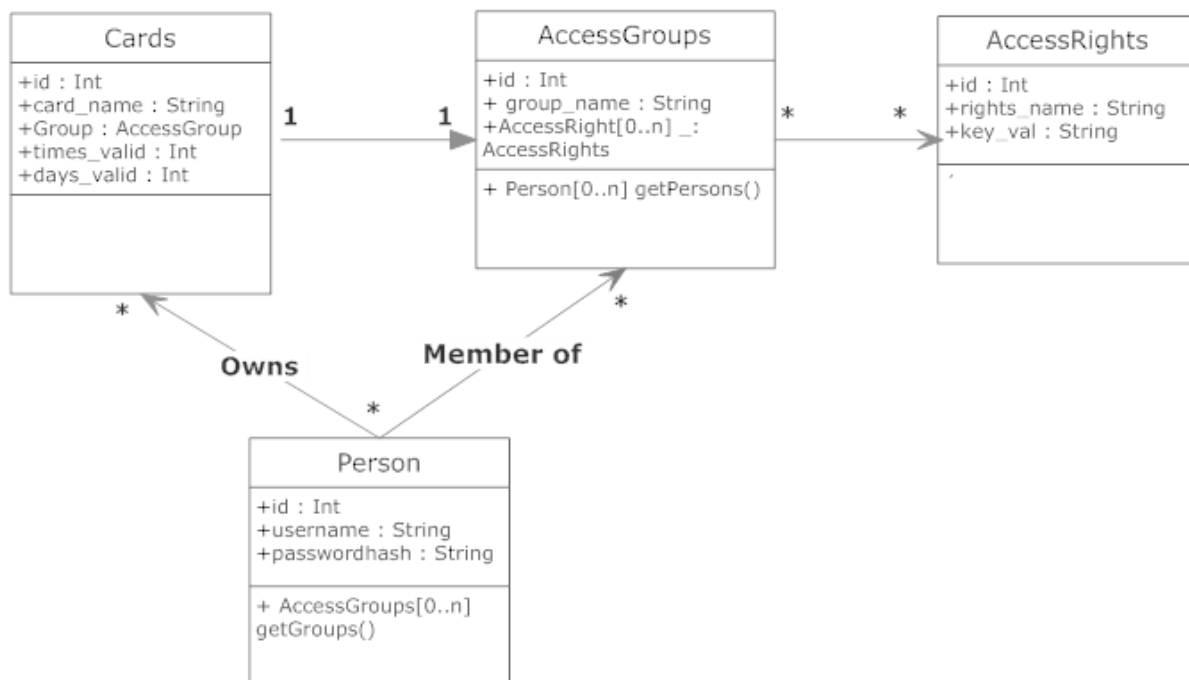 Cards
+id : Int
+card_name : String
+Group : AccessGroup
+times_valid : Int
+days_valid : Int
1
1
AccessGroups
+id : Int
+ group_name : String
+AccessRight[0..n] _:
AccessRights
+ Person[0..n] getPersons()
*
*
AccessRights
+id : Int
+rights_name : String
+key_val : String
*
Owns
Member of
*
*
Person
+id : Int
+username : String
+passwordhash : String
+ AccessGroups[0..n]
getGroups()